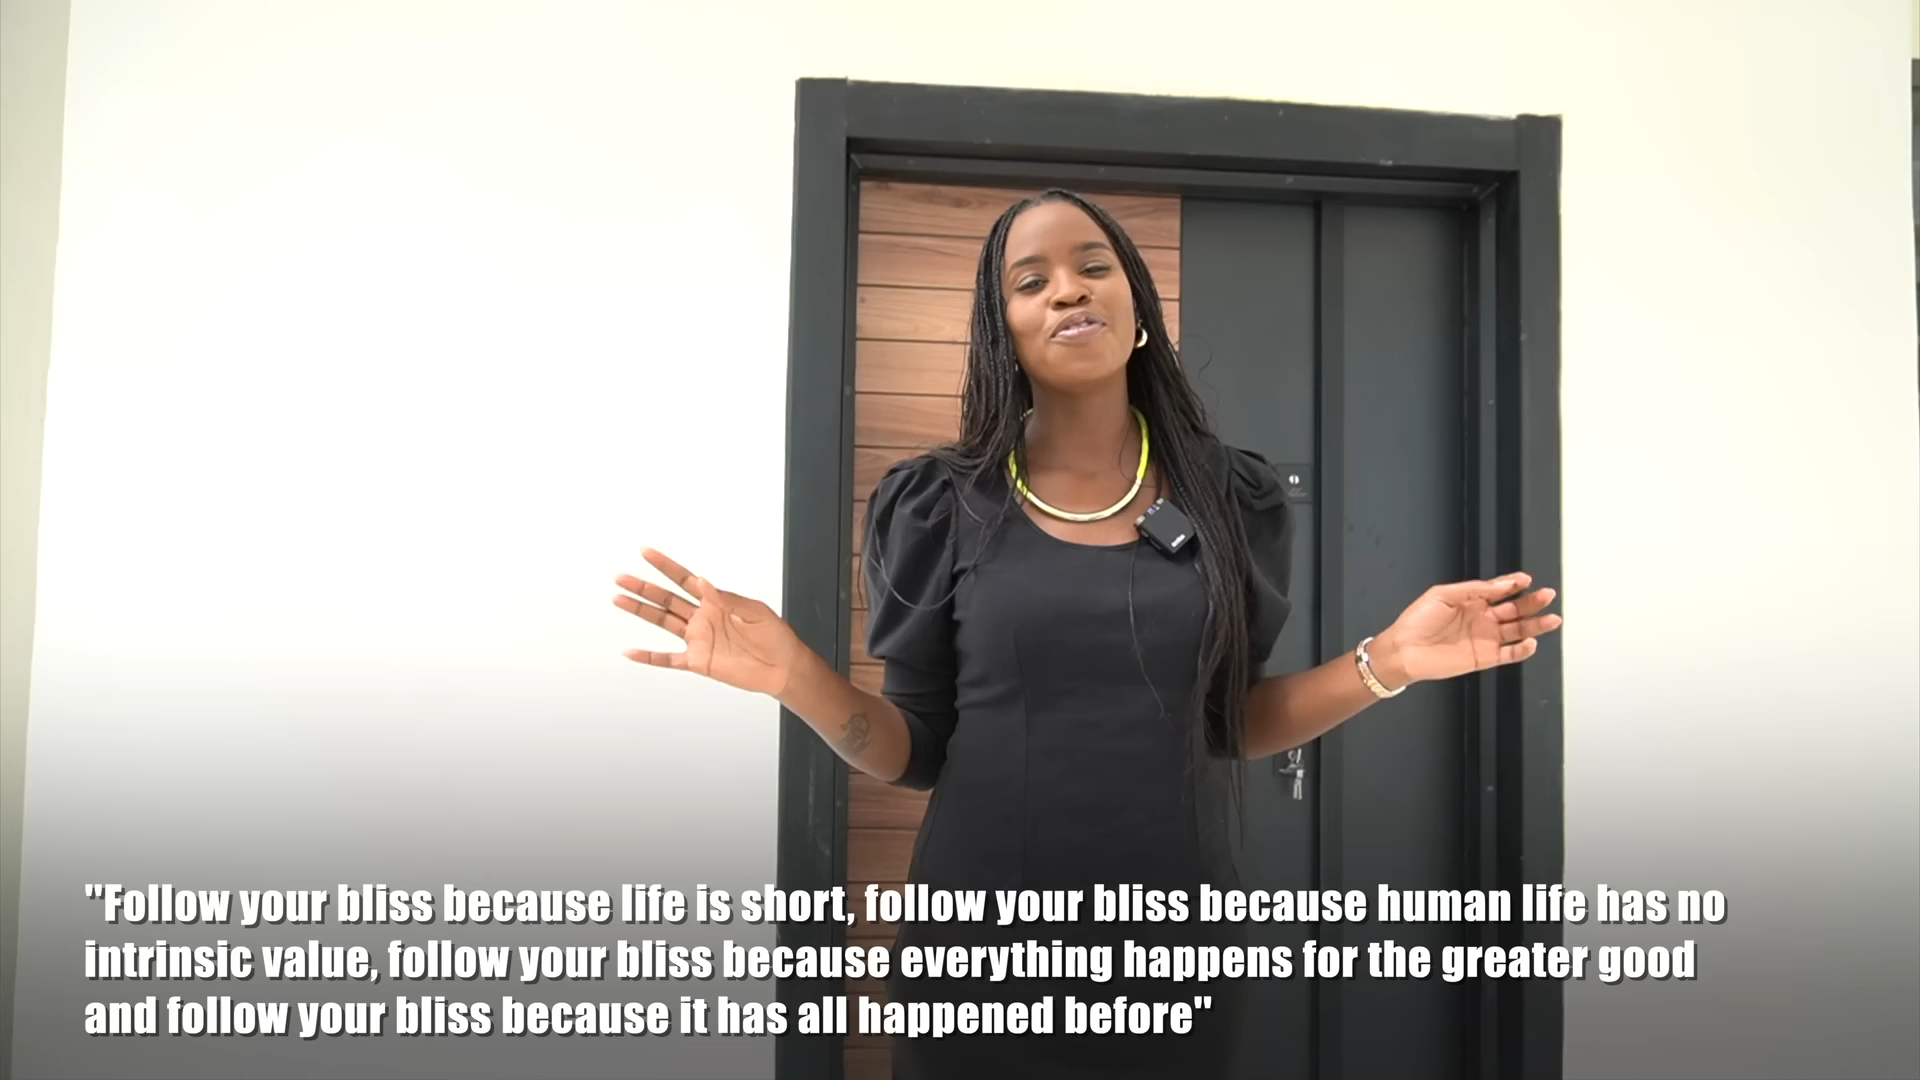 "Follow your bliss because life is short, follow your bliss because human life has no
intrinsic value, follow your bliss because everything happens for the greater good
and follow your bliss because it has all happened before"